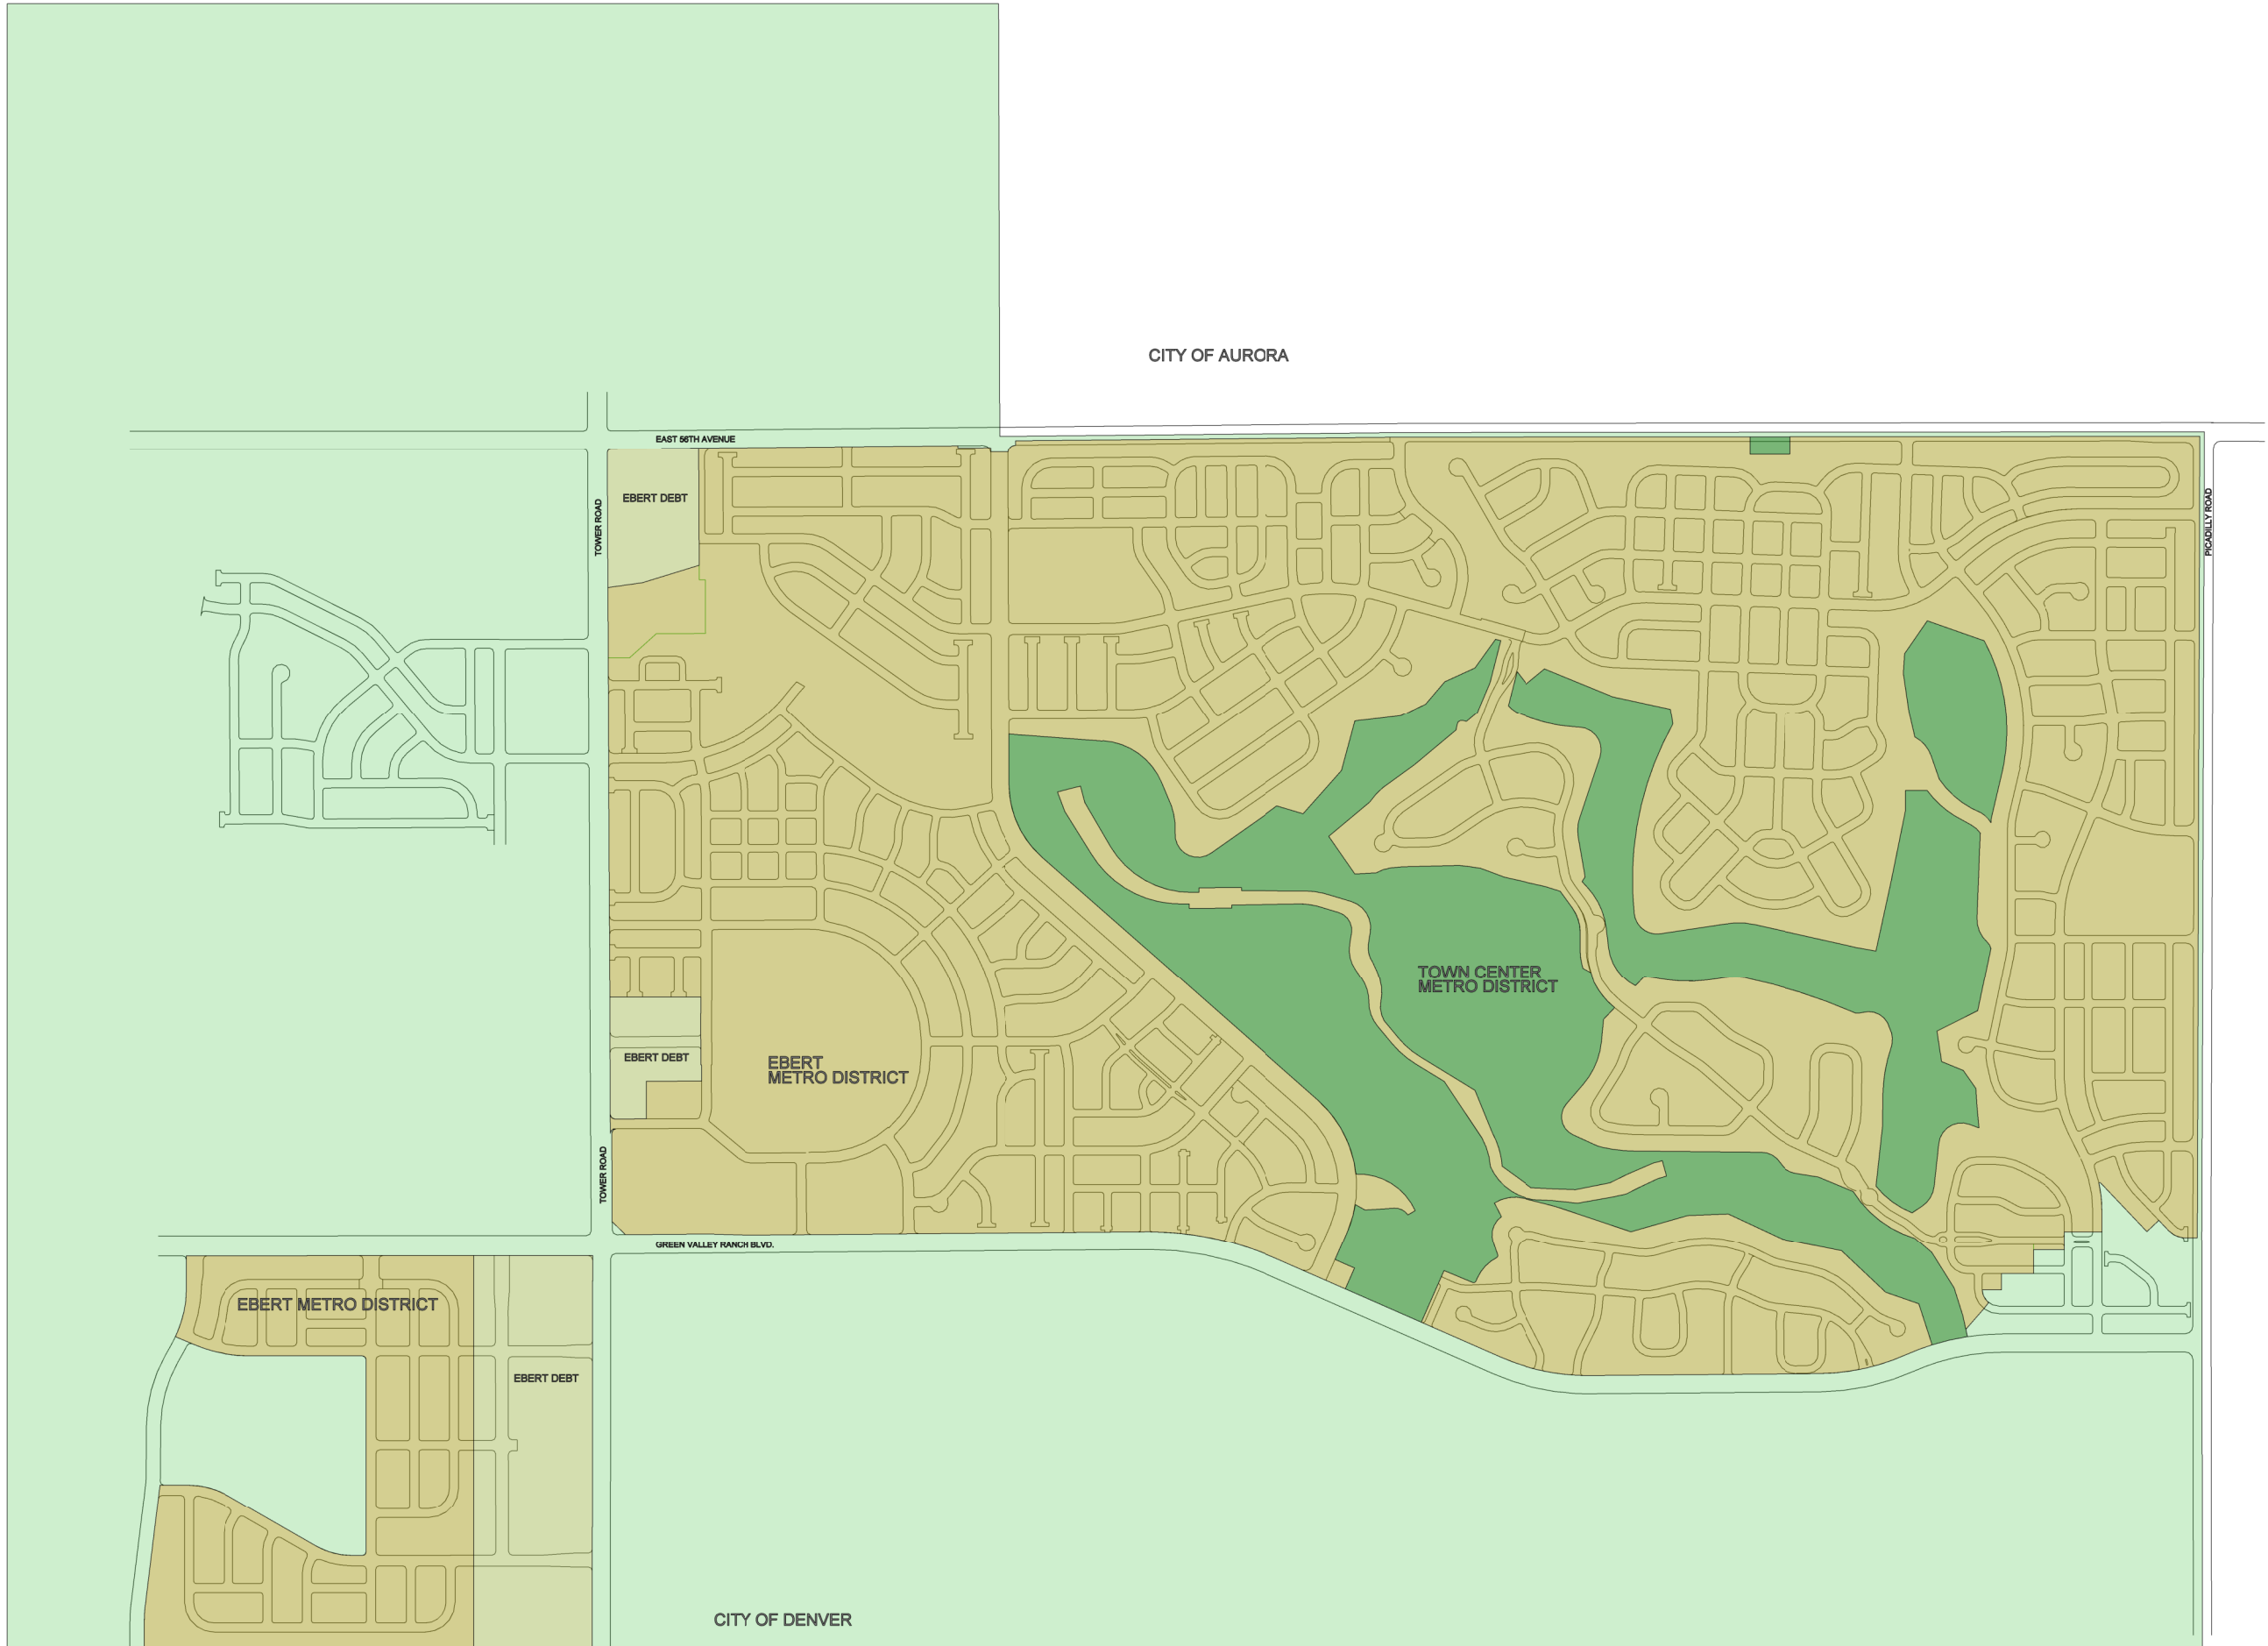 CITY OF AURORA
EAST 56TH AVENUE
EBERT DEBT
TOWER ROAD
PICADILLY ROAD
TOWN CENTER
METRO DISTRICT
EBERT DEBT
EBERT
METRO DISTRICT
TOWER ROAD
GREEN VALLEY RANCH BLVD.
EBERT METRO DISTRICT
EBERT DEBT
CITY OF DENVER